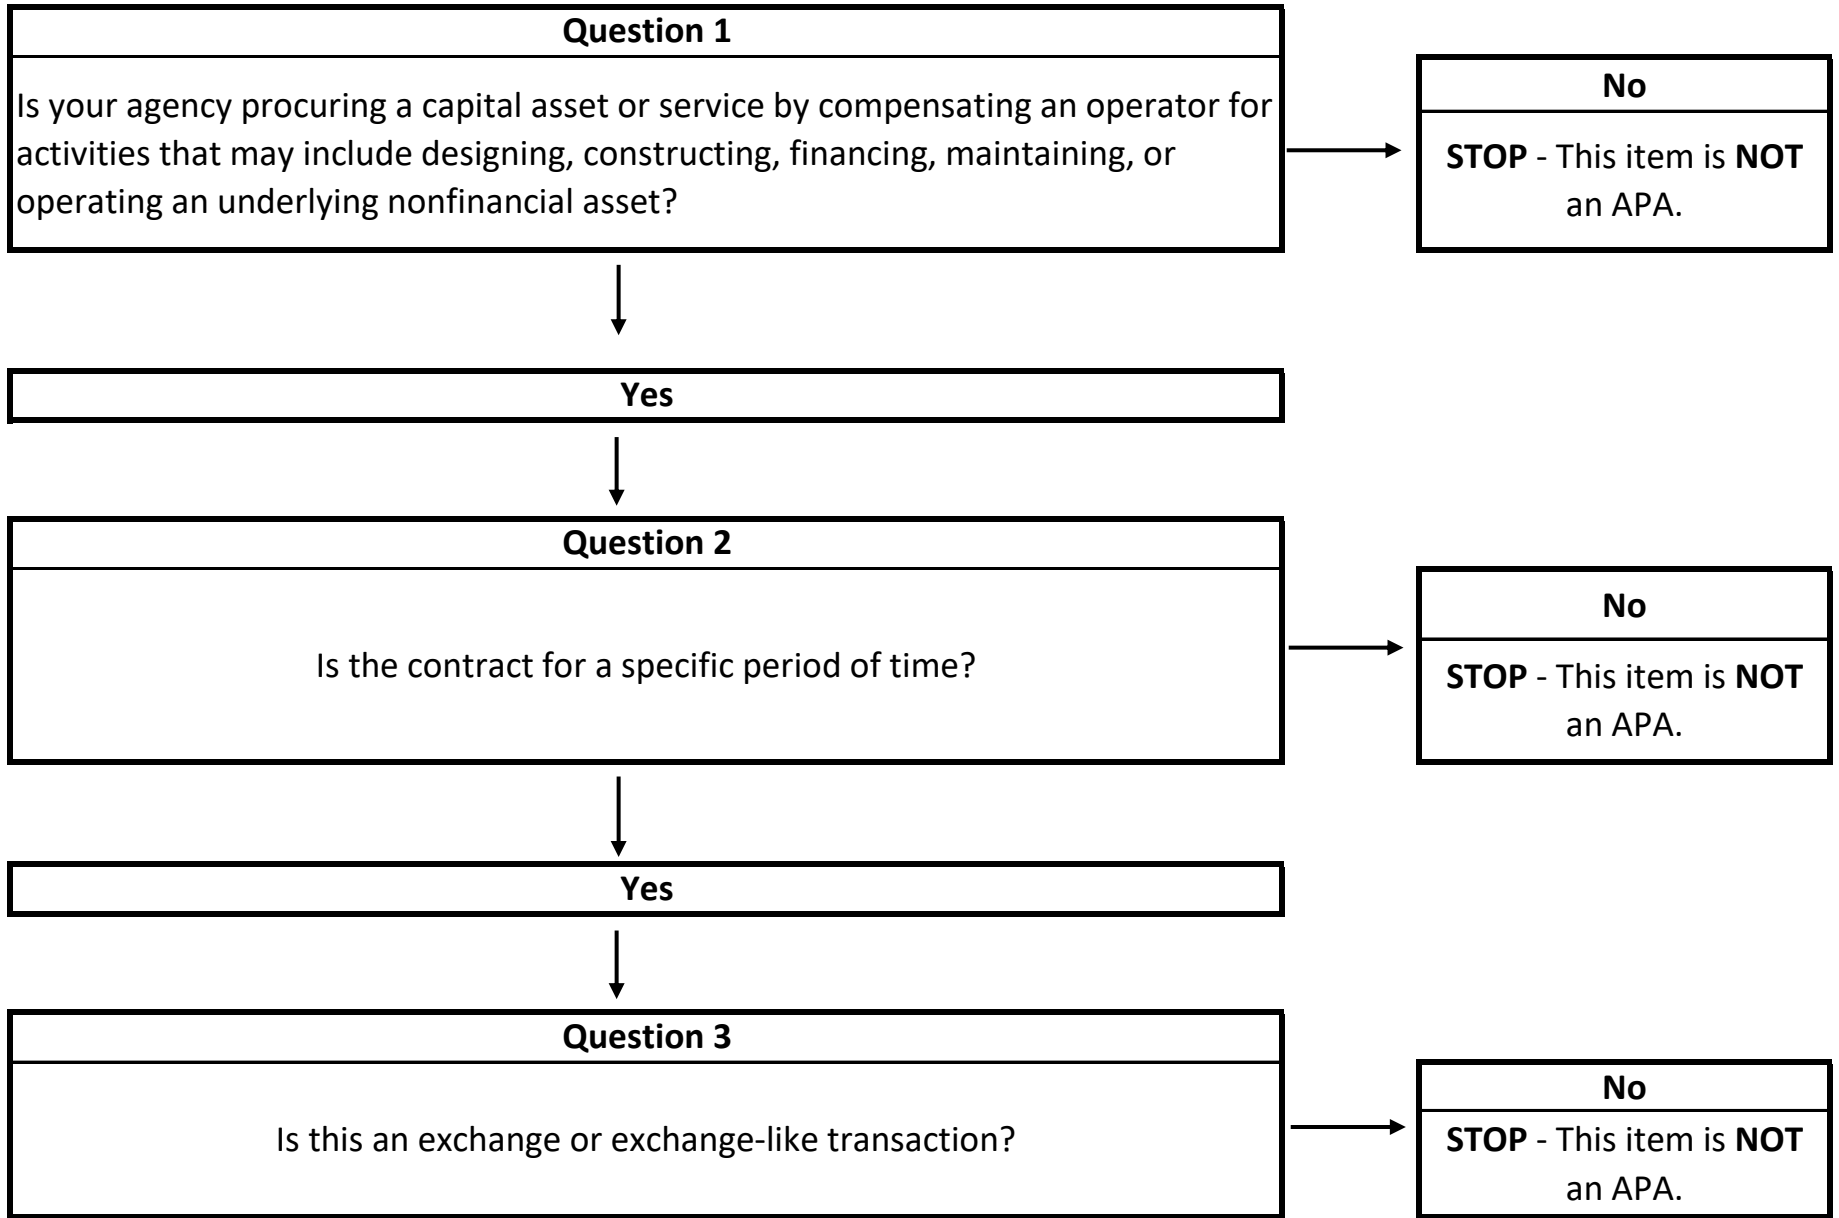 Question 1
Is your agency procuring a capital asset or service by compensating an operator for
activities that may include designing, constructing, financing, maintaining, or
operating an underlying nonfinancial asset?
No
STOP - This item is NOT
an APA.
Yes
Question 2
Is the contract for a specific period of time?
No
STOP - This item is NOT
an APA.
Yes
Question 3
Is this an exchange or exchange-like transaction?
No
STOP - This item is NOT
an APA.